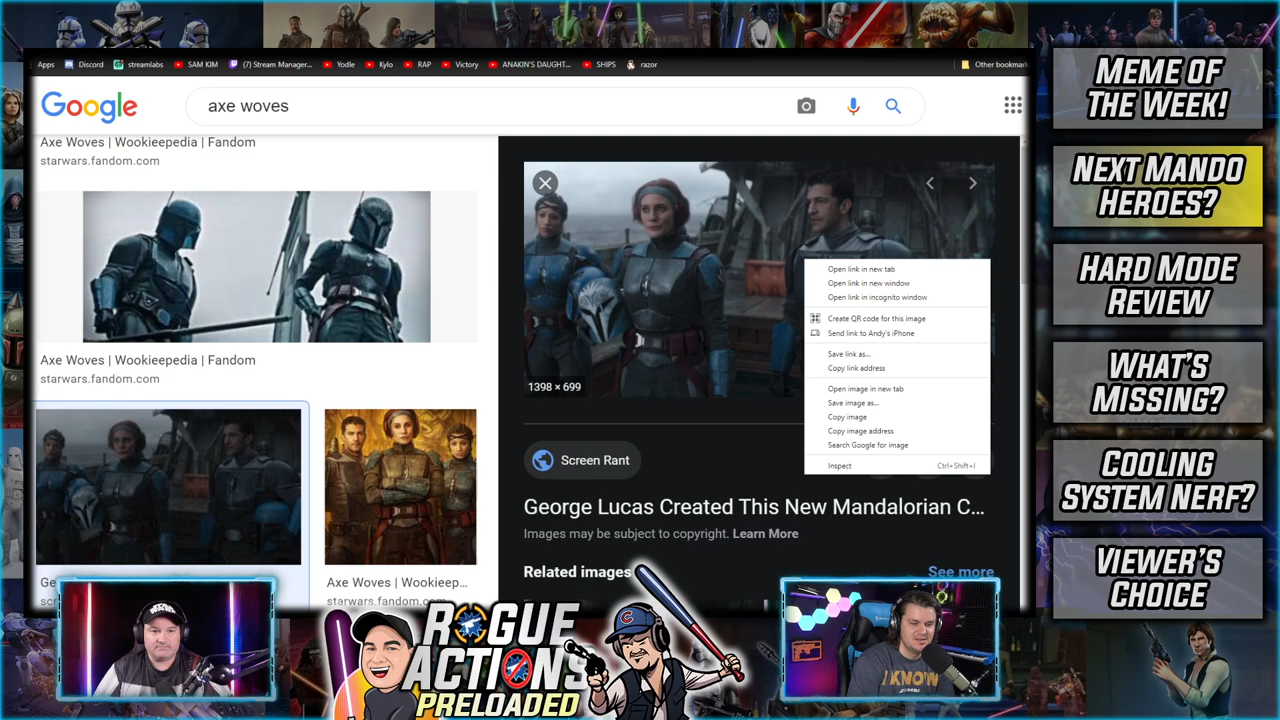 Apps Discord streamlabs SAM KIM (7) Stream Manager... Yodle Kylo RAP Victory ANAKIN'S DAUGHT... SHIPS razor Other bookmark
Google
axe woves
Axe Woves | Wookieepedia | Fandom
starwars.fandom.com
Axe Woves | Wookieepedia | Fandom
starwars.fandom.com
Ge
Axe Woves | Wookieep...
starwars.fandom.com
1398 × 699
Open link in new tab
Open link in new window
Open link in incognito window
Create QR code for this image
Send link to Andy's iPhone
Save link as...
Copy link address
Open image in new tab
Save image as...
Copy image
Copy image address
Search Google for image
Inspect Ctrl+Shift+I
Screen Rant
George Lucas Created This New Mandalorian C...
Images may be subject to copyright. Learn More
Related images
See more
MEME OF
THE WEEK!
NEXT MANDO
HEROES?
HARD MODE
REVIEW
WHAT'S
MISSING?
COOLING
SYSTEM NERF?
VIEWER'S
CHOICE
ROGUE
ACTIONS
PRELOADED
C
I KNOW